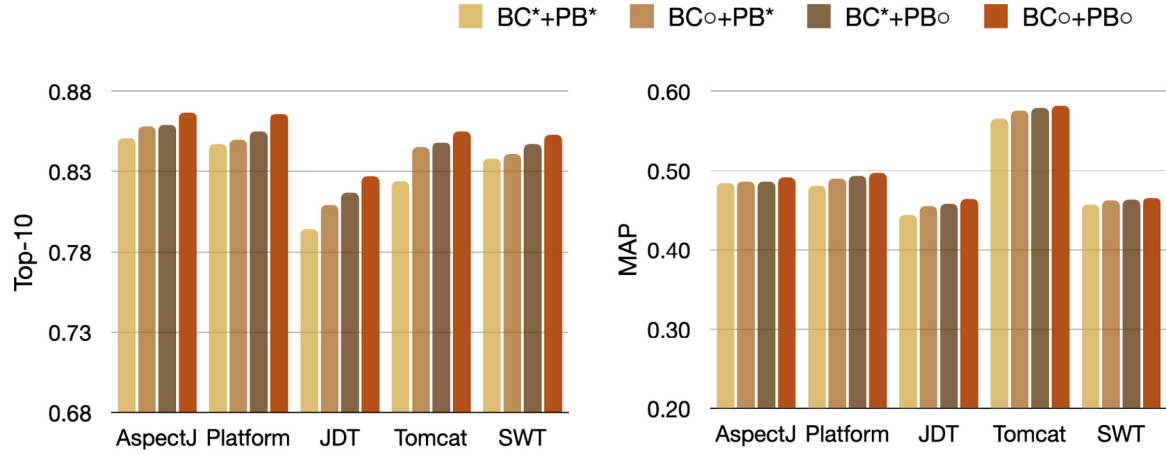 BC*+PB* BC○+PB* BC*+PB○ BC○+PB○
Top-10
0.88
0.83
0.78
0.73
0.68
AspectJ Platform JDT Tomcat SWT
MAP
0.60
0.50
0.40
0.30
0.20
AspectJ Platform JDT Tomcat SWT